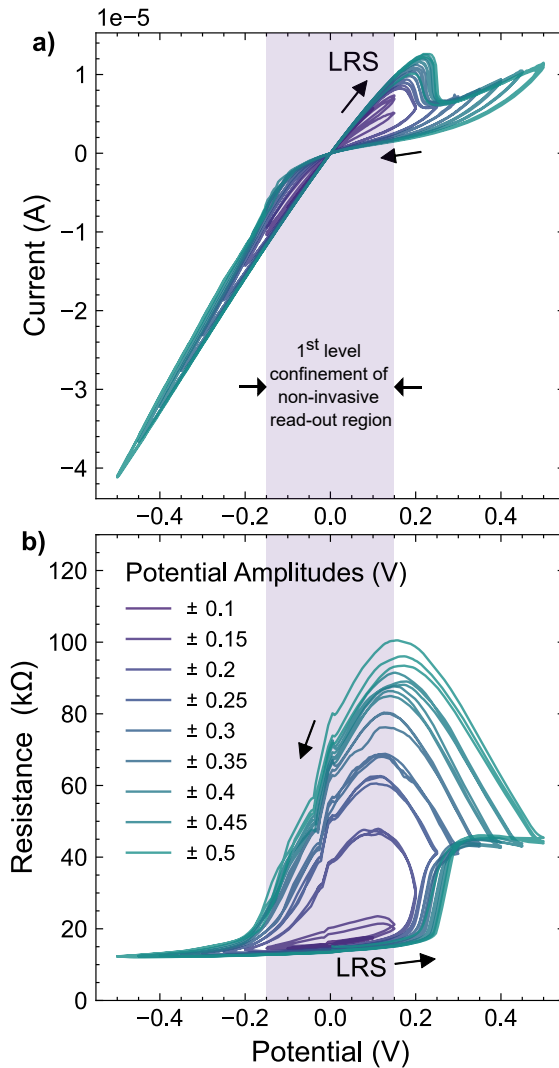 1e−5
a)
LRS
1
0
−1
−2
−3
−4
Current (A)
1st level
confinement of
non-invasive
read-out region
−0.4 −0.2 0.0 0.2 0.4
b)
120
100
80
60
40
20
0
Resistance (kΩ)
Potential Amplitudes (V)
± 0.1
± 0.15
± 0.2
± 0.25
± 0.3
± 0.35
± 0.4
± 0.45
± 0.5
LRS
−0.4 −0.2 0.0 0.2 0.4
Potential (V)